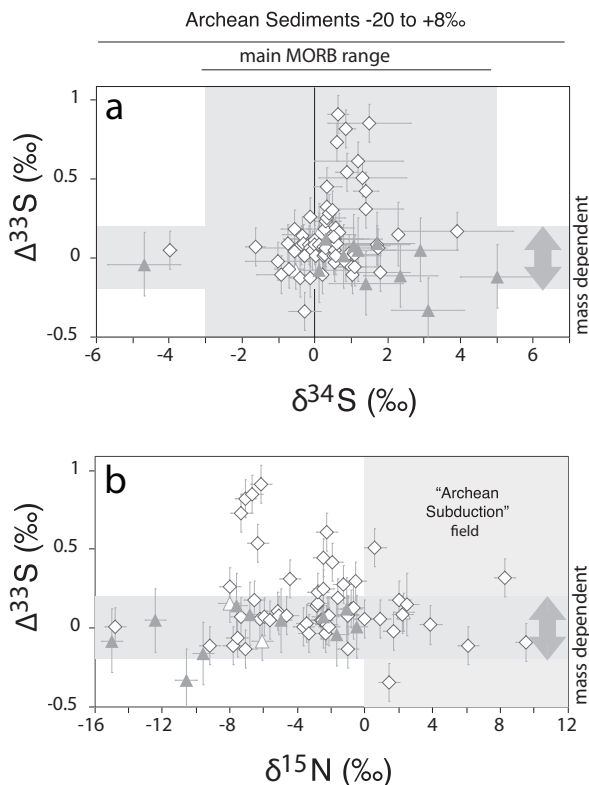 Archean Sediments -20 to +8‰
main MORB range
a
1
0.5
0
-0.5
Δ³³S (‰)
mass dependent
-6 -4 -2 0 2 4 6
δ³⁴S (‰)
b
"Archean
Subduction"
field
1
0.5
0
-0.5
Δ³³S (‰)
mass dependent
-16 -12 -8 -4 0 4 8 12
δ¹⁵N (‰)